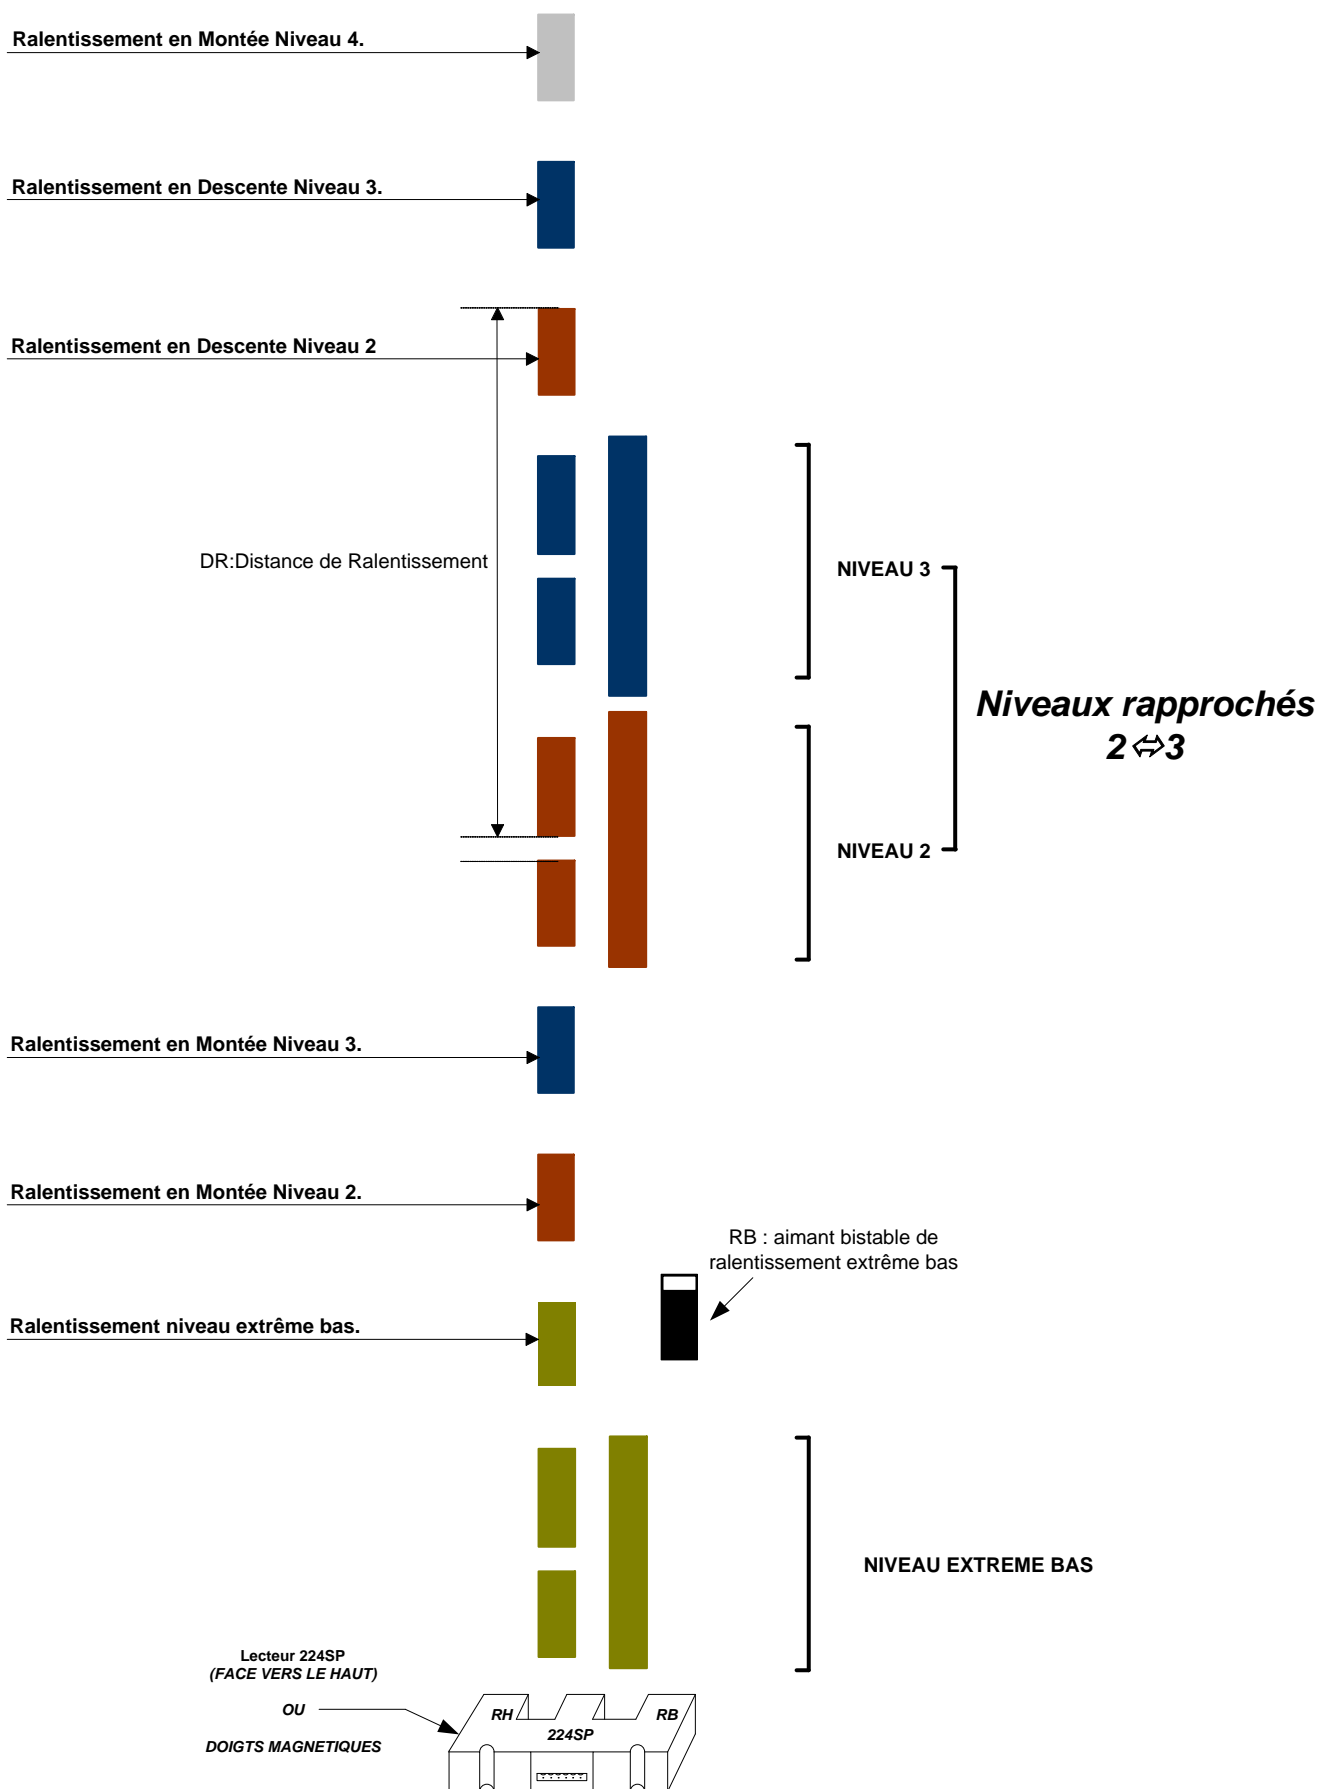 Ralentissement en Montée Niveau 4.
Ralentissement en Descente Niveau 3.
Ralentissement en Descente Niveau 2
DR:Distance de Ralentissement
NIVEAU 3
Niveaux rapprochés
2⇔3
NIVEAU 2
Ralentissement en Montée Niveau 3.
Ralentissement en Montée Niveau 2.
RB : aimant bistable de
ralentissement extrême bas
Ralentissement niveau extrême bas.
NIVEAU EXTREME BAS
Lecteur 224SP
(FACE VERS LE HAUT)
OU
DOIGTS MAGNETIQUES
RH
RB
224SP